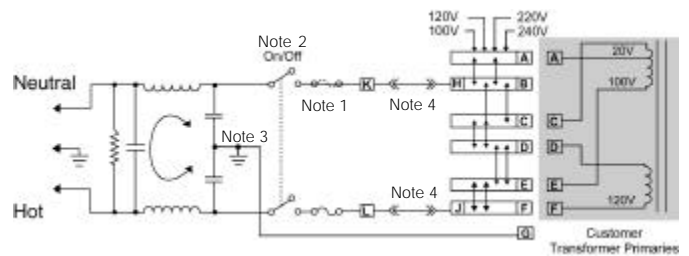 120V 220V
100V 240V
Note 2
On/Off
Neutral
Note 1
Note 4
Note 3
Note 4
Hot
K
L
H
J
A
B
C
D
E
F
G
A
C
D
E
F
20V
100V
120V
Customer
Transformer Primaries